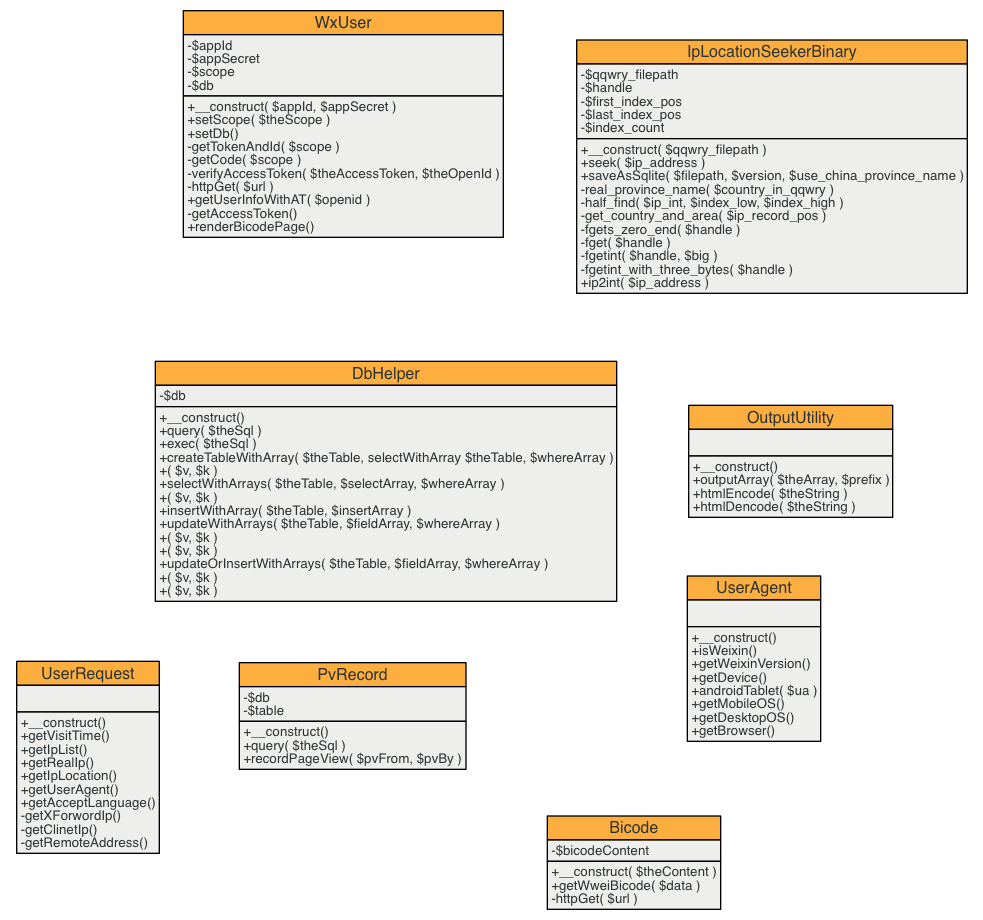 WxUser
-$appId
-$appSecret
-$scope
-$db
+__construct( $appId, $appSecret )
+setScope( $theScope )
+setDb()
-getTokenAndId( $scope )
-getCode( $scope )
-verifyAccessToken( $theAccessToken, $theOpenId )
-httpGet( $url )
+getUserInfoWithAT( $openid )
-getAccessToken()
+renderBicodePage()
IpLocationSeekerBinary
-$qqwry_filepath
-$handle
-$first_index_pos
-$last_index_pos
-$index_count
+__construct( $qqwry_filepath )
+seek( $ip_address )
+saveAsSqlite( $filepath, $version, $use_china_province_name )
-real_province_name( $country_in_qqwry )
-half_find( $ip_int, $index_low, $index_high )
-get_country_and_area( $ip_record_pos )
-fgets_zero_end( $handle )
-fget( $handle )
-fgetint( $handle, $big )
-fgetint_with_three_bytes( $handle )
+ip2int( $ip_address )
DbHelper
-$db
+__construct()
+query( $theSql )
+exec( $theSql )
+createTableWithArray( $theTable, selectWithArray $theTable, $whereArray )
+( $v, $k )
+selectWithArrays( $theTable, $selectArray, $whereArray )
+( $v, $k )
+insertWithArray( $theTable, $insertArray )
+updateWithArrays( $theTable, $fieldArray, $whereArray )
+( $v, $k )
+( $v, $k )
+updateOrInsertWithArrays( $theTable, $fieldArray, $whereArray )
+( $v, $k )
+( $v, $k )
OutputUtility
+__construct()
+outputArray( $theArray, $prefix )
+htmlEncode( $theString )
+htmlDencode( $theString )
UserAgent
+__construct()
+isWeixin()
+getWeixinVersion()
+getDevice()
+androidTablet( $ua )
+getMobileOS()
+getDesktopOS()
+getBrowser()
UserRequest
+__construct()
+getVisitTime()
+getIpList()
+getRealIp()
+getIpLocation()
+getUserAgent()
+getAcceptLanguage()
-getXForwordIp()
-getClinetIp()
-getRemoteAddress()
PvRecord
-$db
-$table
+__construct()
+query( $theSql )
+recordPageView( $pvFrom, $pvBy )
Bicode
-$bicodeContent
+__construct( $theContent )
+getWweiBicode( $data )
-httpGet( $url )